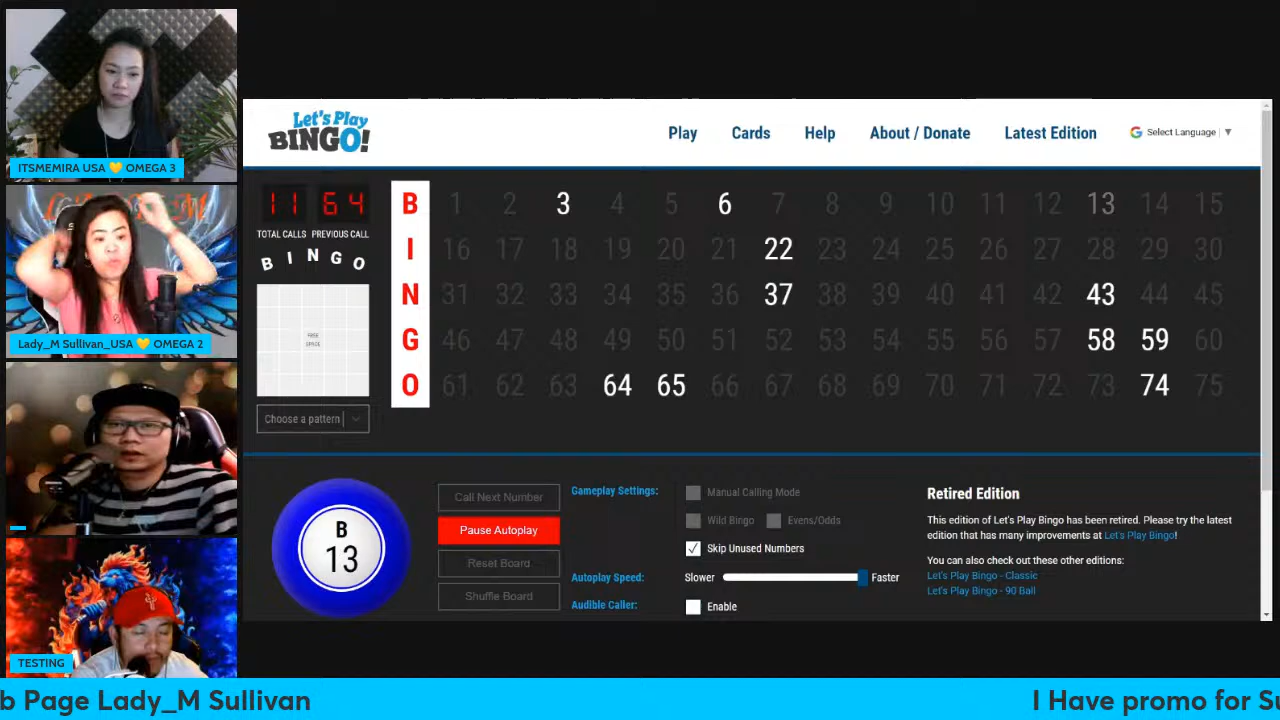 ITSMEMIRA USA 💛 OMEGA 3
Lady_M Sullivan_USA 💛 OMEGA 2
TESTING
Let's Play
BINGO!
Play Cards Help About / Donate Latest Edition Select Language ▼
11 64
TOTAL CALLS PREVIOUS CALL
B I N G O
FREE
SPACE
Choose a pattern
B 1 2 3 4 5 6 7 8 9 10 11 12 13 14 15
I 16 17 18 19 20 21 22 23 24 25 26 27 28 29 30
N 31 32 33 34 35 36 37 38 39 40 41 42 43 44 45
G 46 47 48 49 50 51 52 53 54 55 56 57 58 59 60
O 61 62 63 64 65 66 67 68 69 70 71 72 73 74 75
B
13
Call Next Number
Pause Autoplay
Reset Board
Shuffle Board
Gameplay Settings:
Manual Calling Mode
Wild Bingo Evens/Odds
Skip Unused Numbers
Autoplay Speed: Slower Faster
Audible Caller: Enable
Retired Edition
This edition of Let's Play Bingo has been retired. Please try the latest
edition that has many improvements at Let's Play Bingo!
You can also check out these other editions:
Let's Play Bingo - Classic
Let's Play Bingo - 90 Ball
b Page Lady_M Sullivan I Have promo for Su